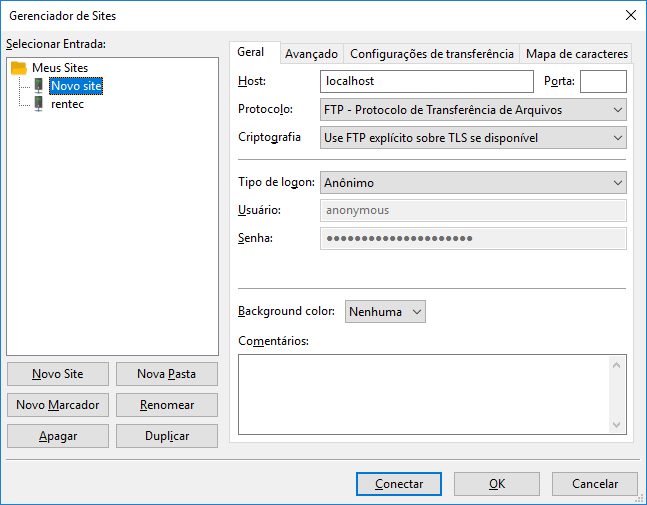 Gerenciador de Sites
Selecionar Entrada:
Meus Sites
Novo site
rentec
Novo Site
Nova Pasta
Novo Marcador
Renomear
Apagar
Duplicar
Geral
Avançado
Configurações de transferência
Mapa de caracteres
Host:
localhost
Porta:
Protocolo:
FTP - Protocolo de Transferência de Arquivos
Criptografia
Use FTP explícito sobre TLS se disponível
Tipo de logon:
Anônimo
Usuário:
anonymous
Senha:
●●●●●●●●●●●●●●●●●●●●●
Background color:
Nenhuma
Comentários:
Conectar
OK
Cancelar